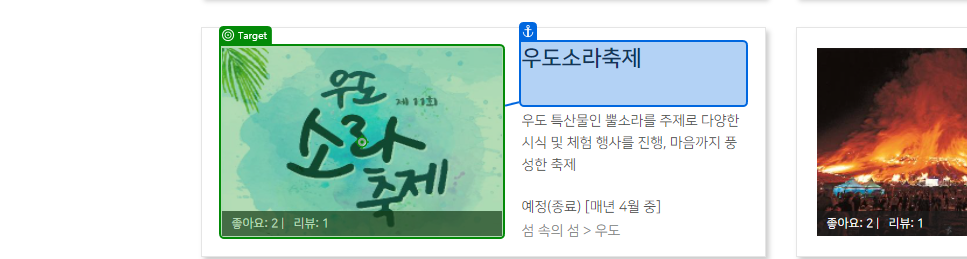 Target
우도
제 11회
소라
축제
좋아요: 2 | 리뷰: 1
우도소라축제
우도 특산물인 뿔소라를 주제로 다양한
시식 및 체험 행사를 진행, 마음까지 풍
성한 축제
예정(종료) [매년 4월 중]
섬 속의 섬 > 우도
좋아요: 2 | 리뷰: 1